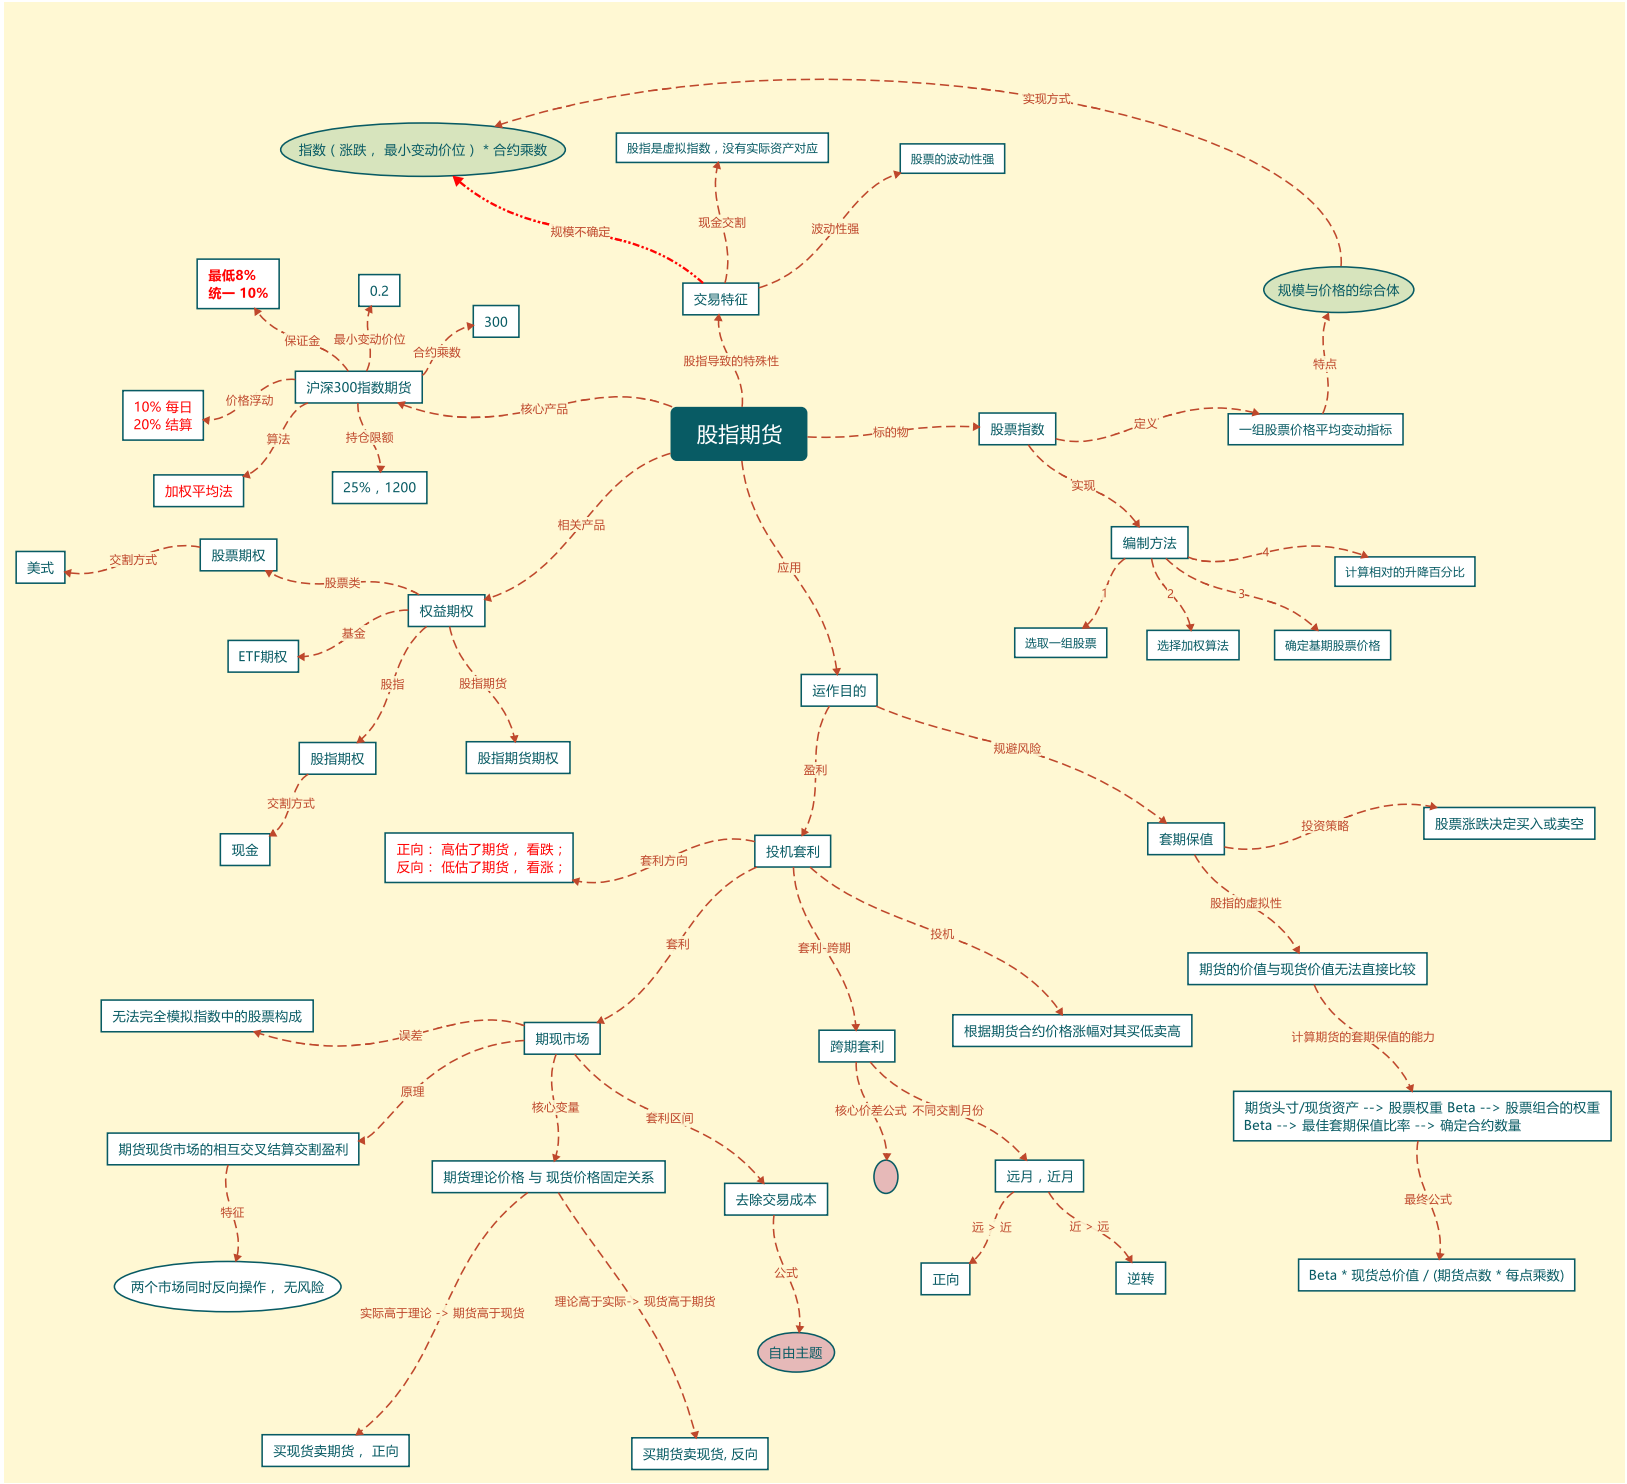 实现方式
指数（涨跌， 最小变动价位） * 合约乘数
股指是虚拟指数，没有实际资产对应
股票的波动性强
规模不确定
现金交割
波动性强
最低8%
统一 10%
0.2
300
交易特征
规模与价格的综合体
保证金
最小变动价位
合约乘数
股指导致的特殊性
特点
沪深300指数期货
10% 每日
20% 结算
价格浮动
算法
持仓限额
核心产品
股指期货
标的物
股票指数
定义
一组股票价格平均变动指标
加权平均法
25%，1200
实现
相关产品
应用
编制方法
4
计算相对的升降百分比
1
2
3
选取一组股票
选择加权算法
确定基期股票价格
美式
交割方式
股票期权
股票类
权益期权
基金
ETF期权
股指
股指期货
运作目的
股指期权
股指期货期权
盈利
规避风险
交割方式
现金
正向： 高估了期货， 看跌；
反向： 低估了期货， 看涨；
套利方向
投机套利
套期保值
投资策略
股票涨跌决定买入或卖空
套利
套利-跨期
投机
股指的虚拟性
期货的价值与现货价值无法直接比较
无法完全模拟指数中的股票构成
误差
期现市场
跨期套利
根据期货合约价格涨幅对其买低卖高
计算期货的套期保值的能力
原理
核心变量
套利区间
核心价差公式
不同交割月份
期货头寸/现货资产 --> 股票权重 Beta --> 股票组合的权重
Beta --> 最佳套期保值比率 --> 确定合约数量
期货现货市场的相互交叉结算交割盈利
期货理论价格 与 现货价格固定关系
去除交易成本
远月，近月
特征
远 > 近
近 > 远
最终公式
两个市场同时反向操作， 无风险
公式
正向
逆转
Beta * 现货总价值 / (期货点数 * 每点乘数)
实际高于理论 -> 期货高于现货
理论高于实际-> 现货高于期货
自由主题
买现货卖期货， 正向
买期货卖现货, 反向